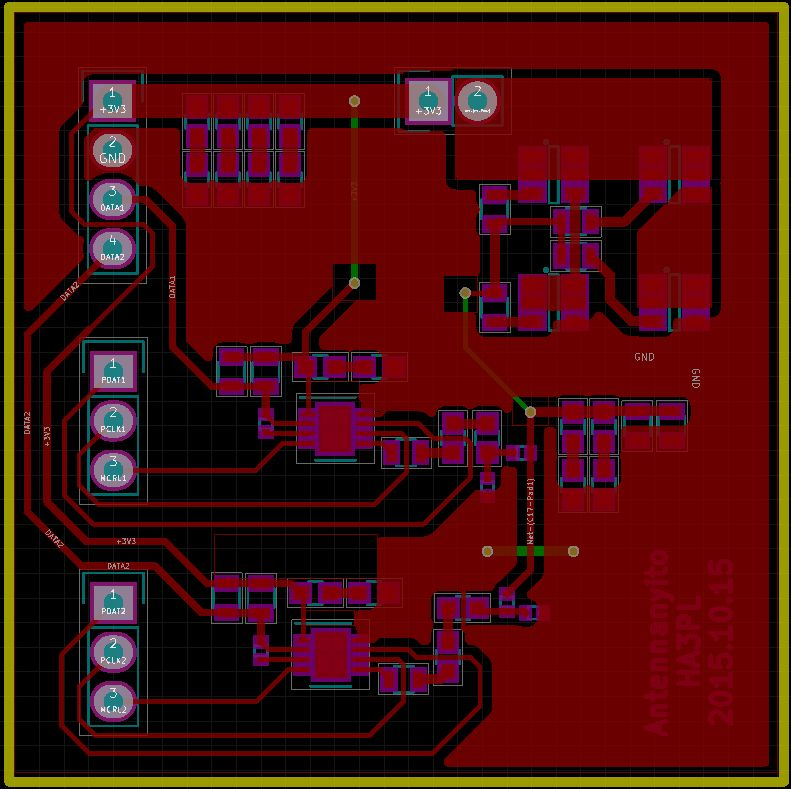 1
+3V3
2
GND
3
DATA1
4
DATA2
1
+3V3
2
+3V3
DATA1
DATA2
GND
GND
1
PDAT1
2
PCLK1
3
MCRL1
DATA2
+3V3
Net-(C17-Pad1)
DATA2
+3V3
DATA2
1
PDAT2
2
PCLK2
3
MCRL2
Antennanyito
HA3PL
2015.10.15